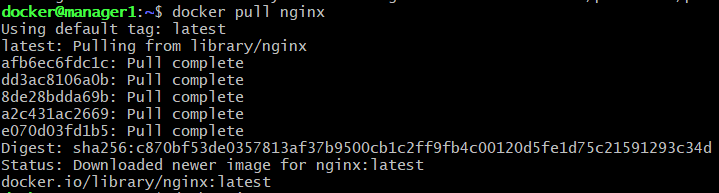 docker@manager1:~$ docker pull nginx
Using default tag: latest
latest: Pulling from library/nginx
afb6ec6fdc1c: Pull complete
dd3ac8106a0b: Pull complete
8de28bdda69b: Pull complete
a2c431ac2669: Pull complete
e070d03fd1b5: Pull complete
Digest: sha256:c870bf53de0357813af37b9500cb1c2ff9fb4c00120d5fe1d75c21591293c34d
Status: Downloaded newer image for nginx:latest
docker.io/library/nginx:latest